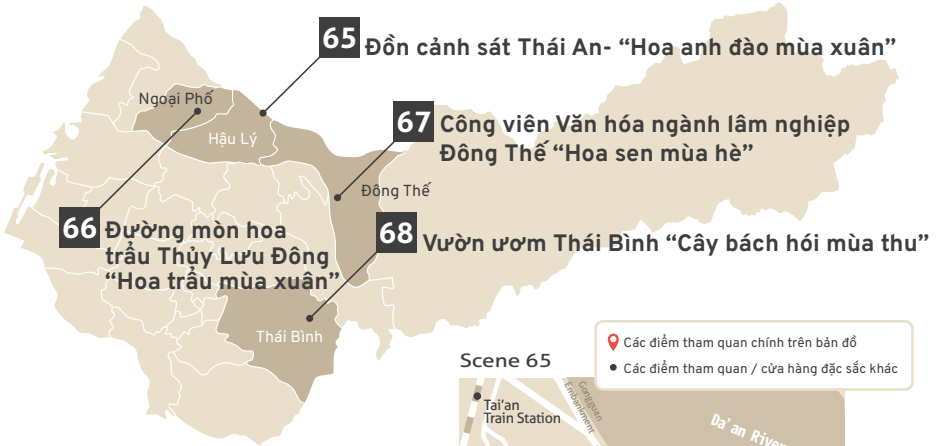 65 Đồn cảnh sát Thái An- “Hoa anh đào mùa xuân”
Ngoại Phố
Hậu Lý
67 Công viên Văn hóa ngành lâm nghiệp
Đông Thế “Hoa sen mùa hè”
Đông Thế
66 Đường mòn hoa
trẩu Thủy Lưu Đông
“Hoa trẩu mùa xuân”
68 Vườn ươm Thái Bình “Cây bách hói mùa thu”
Thái Bình
Các điểm tham quan chính trên bản đồ
Các điểm tham quan / cửa hàng đặc sắc khác
Scene 65
Tai’an
Train Station
Gongguan
Embankment
Da’an River